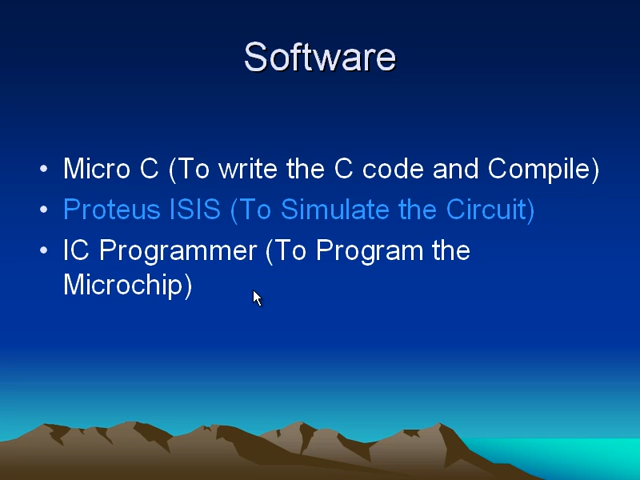 Software
• Micro C (To write the C code and Compile)
• Proteus ISIS (To Simulate the Circuit)
• IC Programmer (To Program the
Microchip)